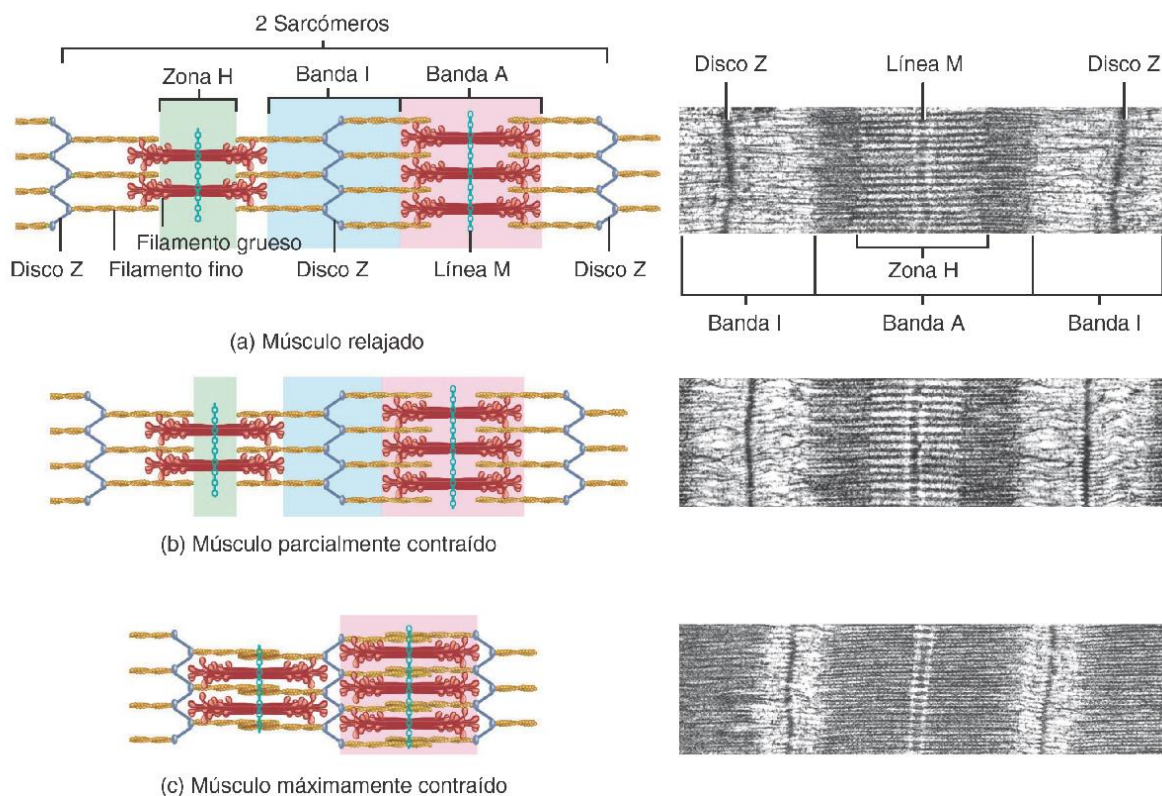 2 Sarcómeros
Zona H
Banda I
Banda A
Filamento grueso
Disco Z
Filamento fino
Disco Z
Línea M
Disco Z
(a) Músculo relajado
Disco Z
Línea M
Disco Z
Zona H
Banda I
Banda A
Banda I
(b) Músculo parcialmente contraído
(c) Músculo máximamente contraído